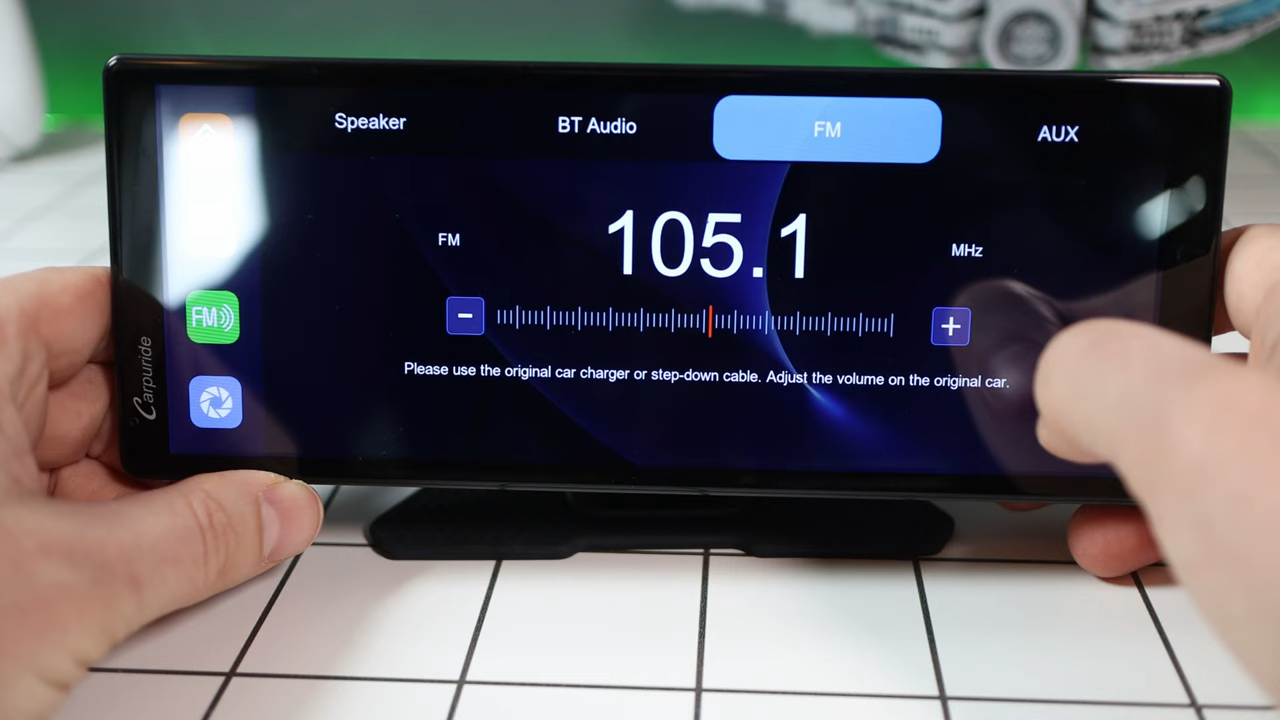 Speaker
BT Audio
FM
AUX
FM
105.1
MHz
-
+
Please use the original car charger or step-down cable. Adjust the volume on the original car.
FM
Carpuride